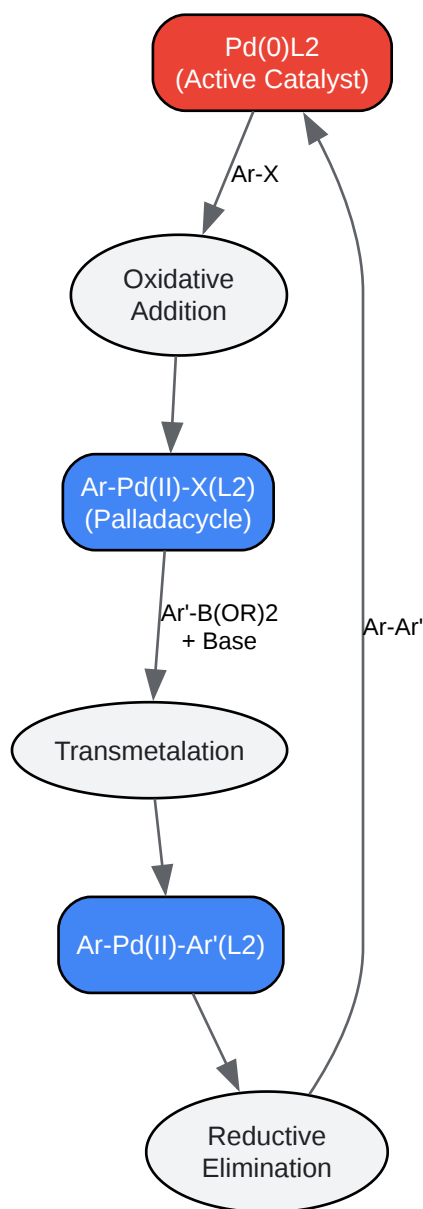 Pd(0)L2
(Active Catalyst)
Ar-X
Oxidative
Addition
Ar-Pd(II)-X(L2)
(Palladacycle)
Ar'-B(OR)2
+ Base
Ar-Ar'
Transmetalation
Ar-Pd(II)-Ar'(L2)
Reductive
Elimination